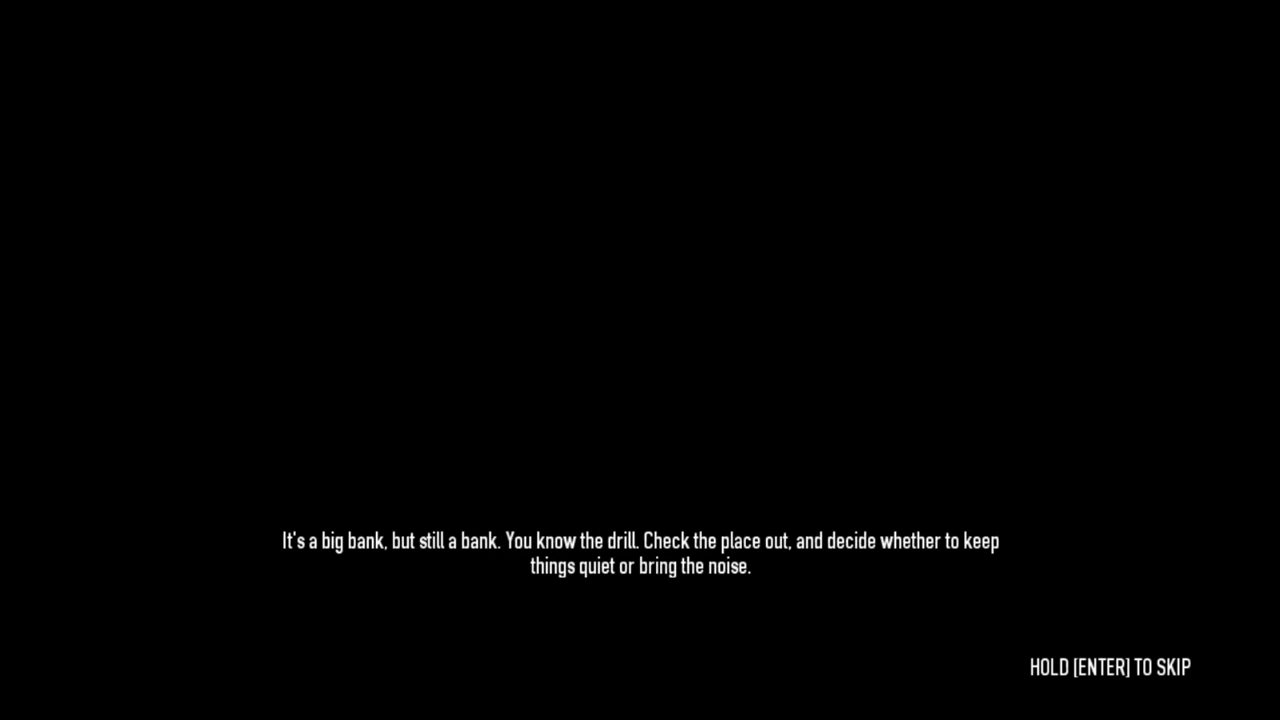 It's a big bank, but still a bank. You know the drill. Check the place out, and decide whether to keep
things quiet or bring the noise.
HOLD [ENTER] TO SKIP